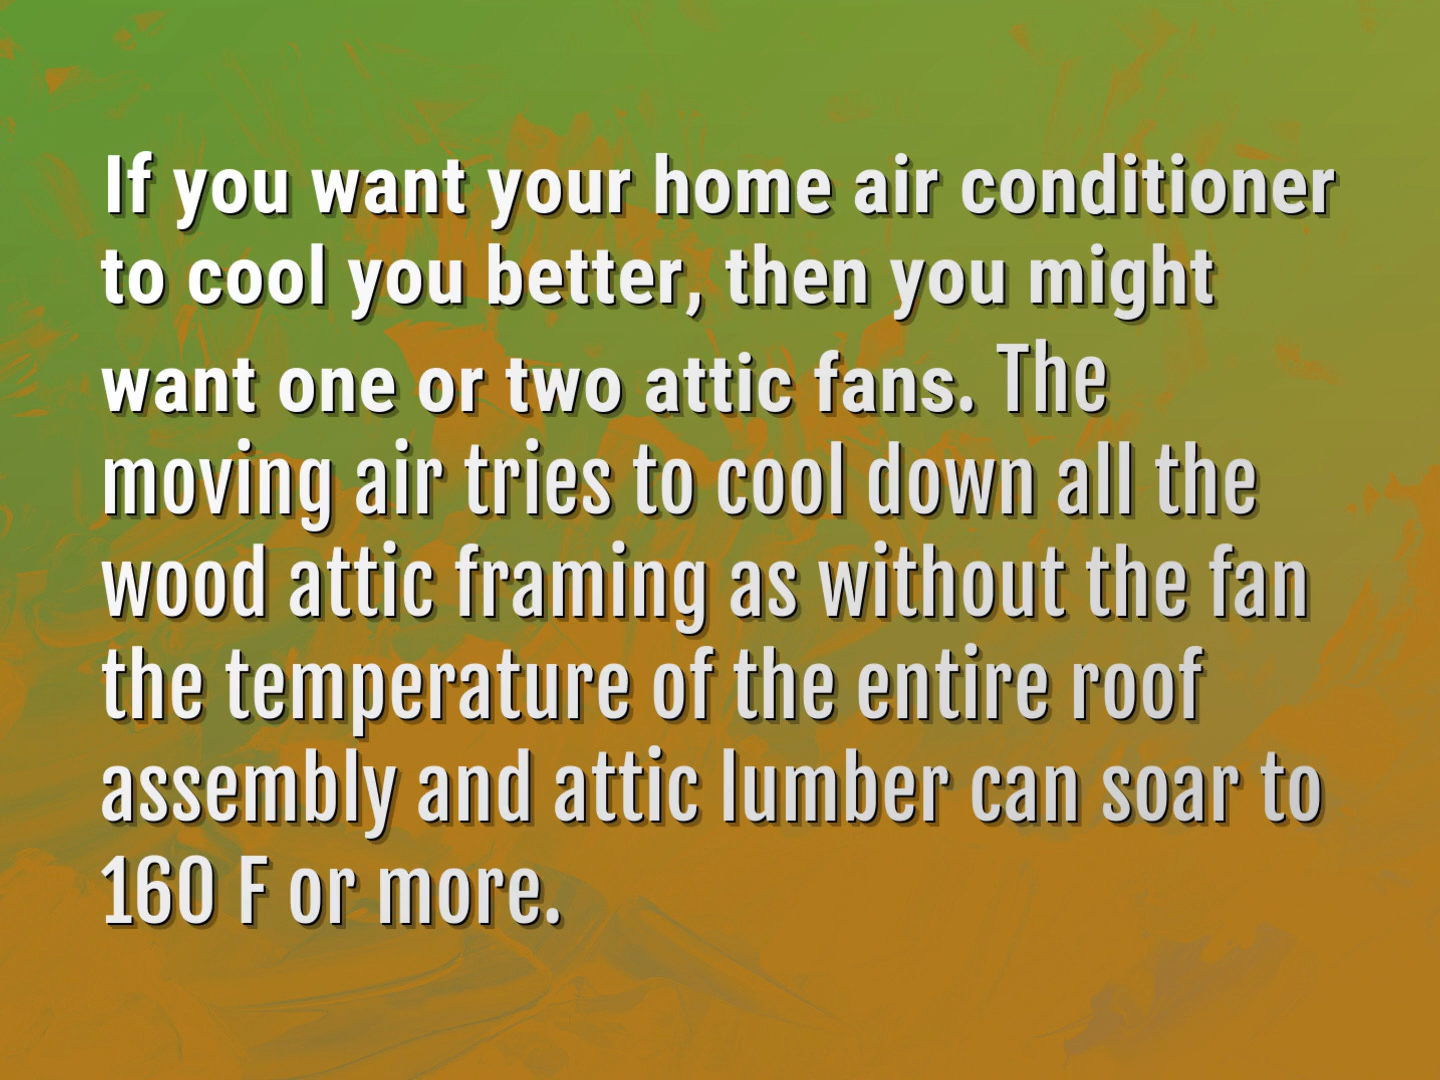 If you want your home air conditioner
to cool you better, then you might
want one or two attic fans. The
moving air tries to cool down all the
wood attic framing as without the fan
the temperature of the entire roof
assembly and attic lumber can soar to
160 F or more.